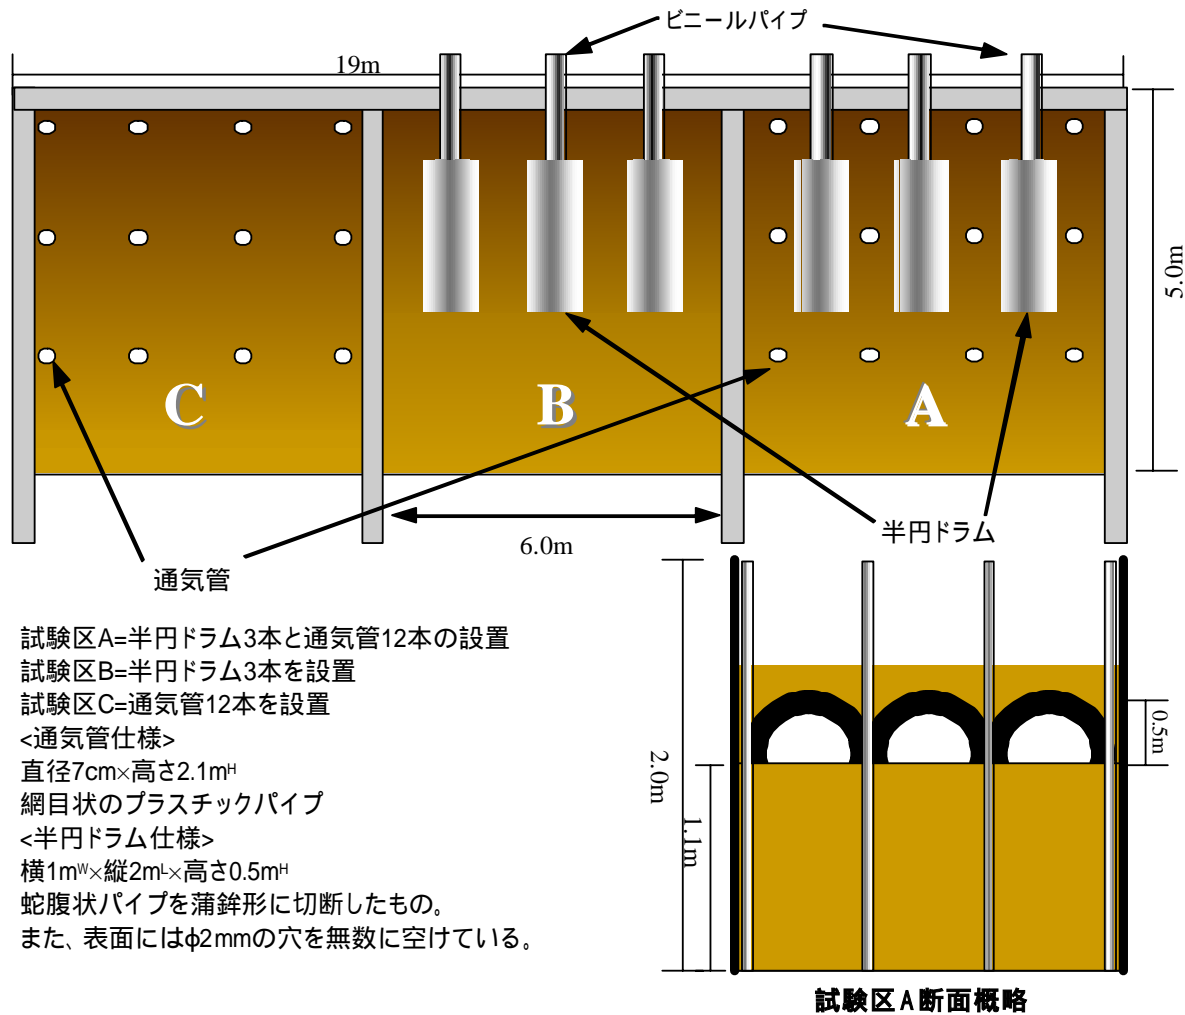 ビニールパイプ
19m
5.0m
C
B
A
6.0m
半円ドラム
通気管
試験区A=半円ドラム3本と通気管12本の設置
試験区B=半円ドラム3本を設置
試験区C=通気管12本を設置
<通気管仕様>
直径7cm×高さ2.1mᴴ
網目状のプラスチックパイプ
<半円ドラム仕様>
横1mᵂ×縦2mᴸ×高さ0.5mᴴ
蛇腹状パイプを蒲鉾形に切断したもの。
また、表面にはφ2mmの穴を無数に空けている。
2.0m
1.1m
0.5m
試験区A断面概略